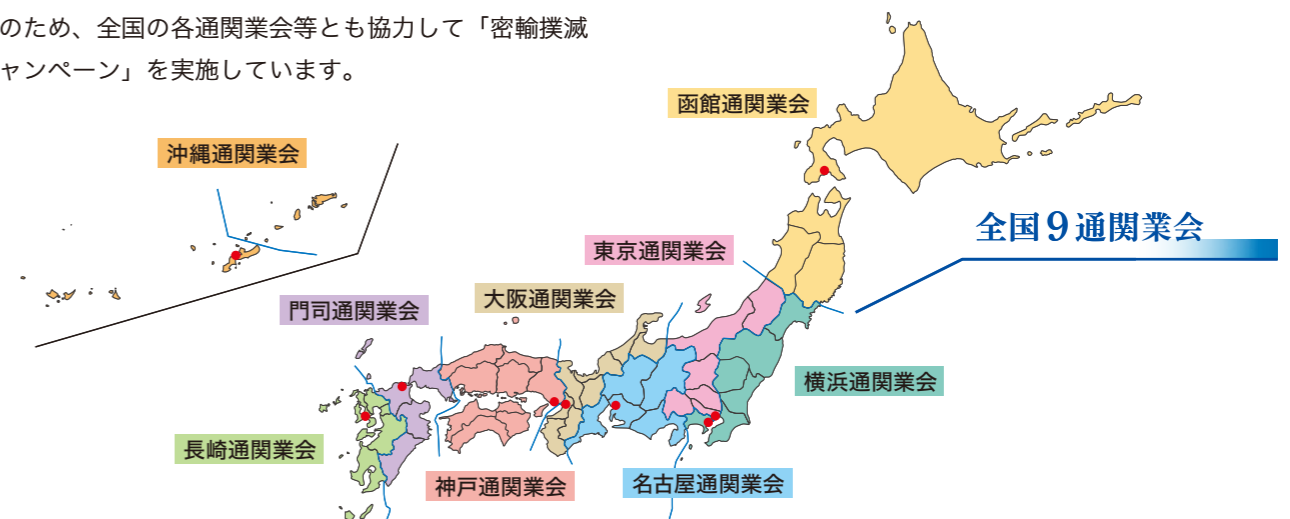 のため、全国の各通関業会等とも協力して「密輸撲滅
ャンペーン」を実施しています。
函館通関業会
沖縄通関業会
全国9通関業会
東京通関業会
大阪通関業会
門司通関業会
横浜通関業会
長崎通関業会
神戸通関業会
名古屋通関業会